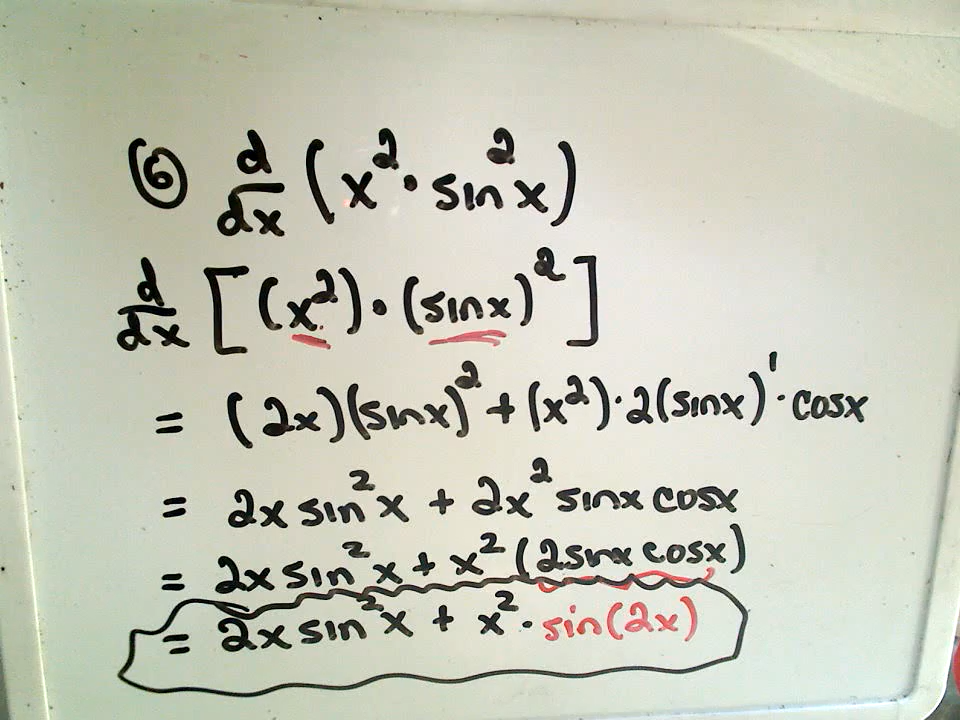 ⑥ d/dx (x² · sin²x)
d/dx [(x²) · (sinx)²]
= (2x)(sinx)² + (x²) · 2(sinx)¹ · cosx
= 2x sin²x + 2x² sinx cosx
= 2x sin²x + x² (2sinx cosx)
= 2x sin²x + x² · sin(2x)